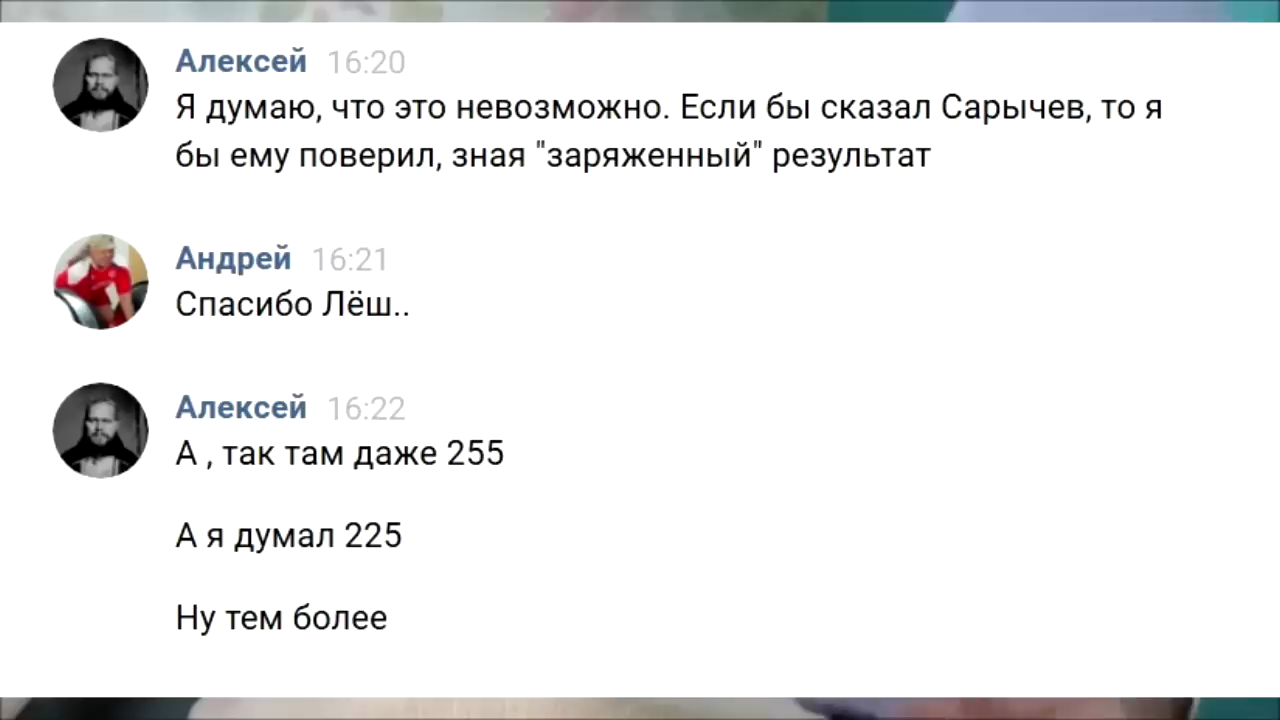 Алексей 16:20
Я думаю, что это невозможно. Если бы сказал Сарычев, то я
бы ему поверил, зная "заряженный" результат
Андрей 16:21
Спасибо Лёш..
Алексей 16:22
А , так там даже 255
А я думал 225
Ну тем более